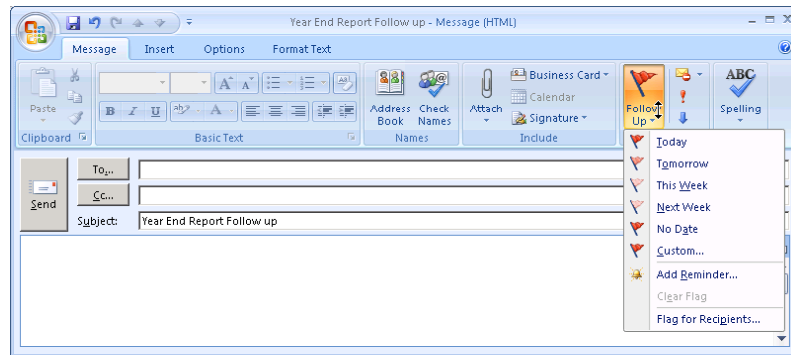 Year End Report Follow up - Message (HTML)
Message Insert Options Format Text
Paste
Clipboard
B I U ab A
Basic Text
Address Book
Check Names
Names
Attach
Business Card
Calendar
Signature
Include
Follow Up
ABC
Spelling
Today
Tomorrow
This Week
Next Week
No Date
Custom...
Add Reminder...
Clear Flag
Flag for Recipients...
Send
To...
Cc...
Subject: Year End Report Follow up